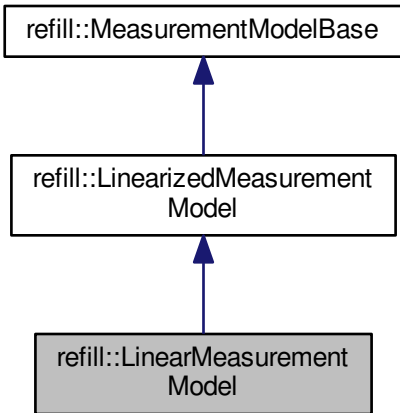 refill::MeasurementModelBase
refill::LinearizedMeasurement
Model
refill::LinearMeasurement
Model